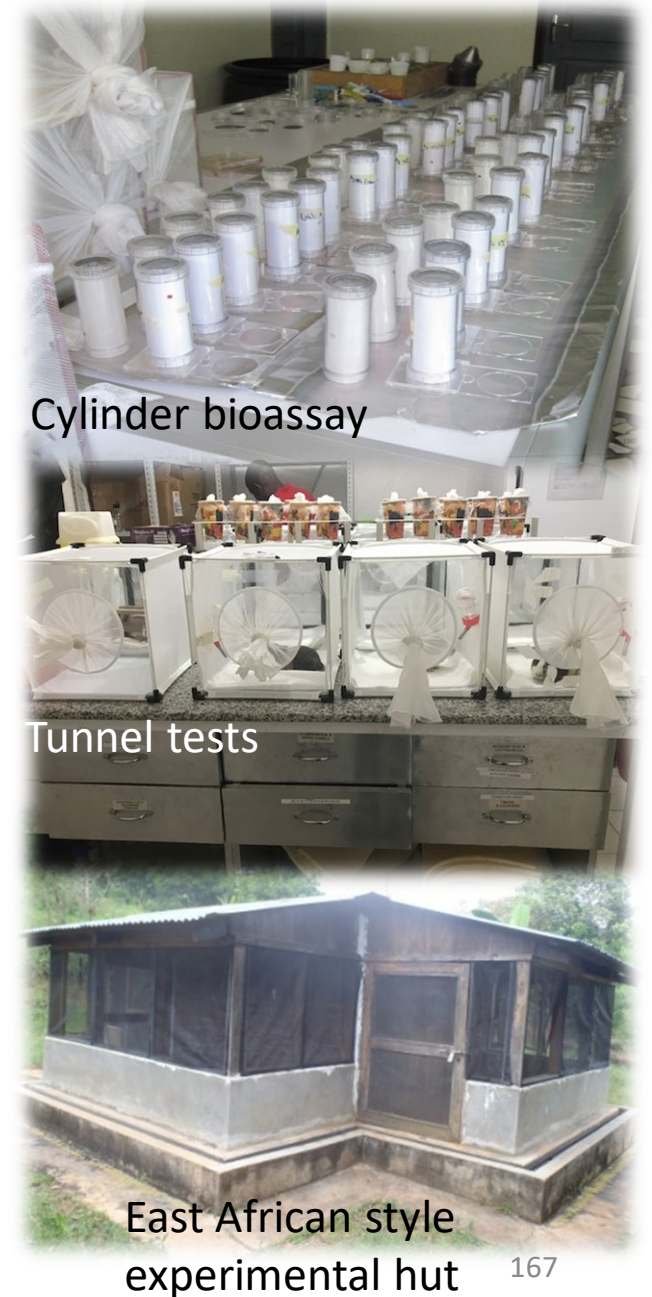 Cylinder bioassay
Tunnel tests
East African style
experimental hut
167